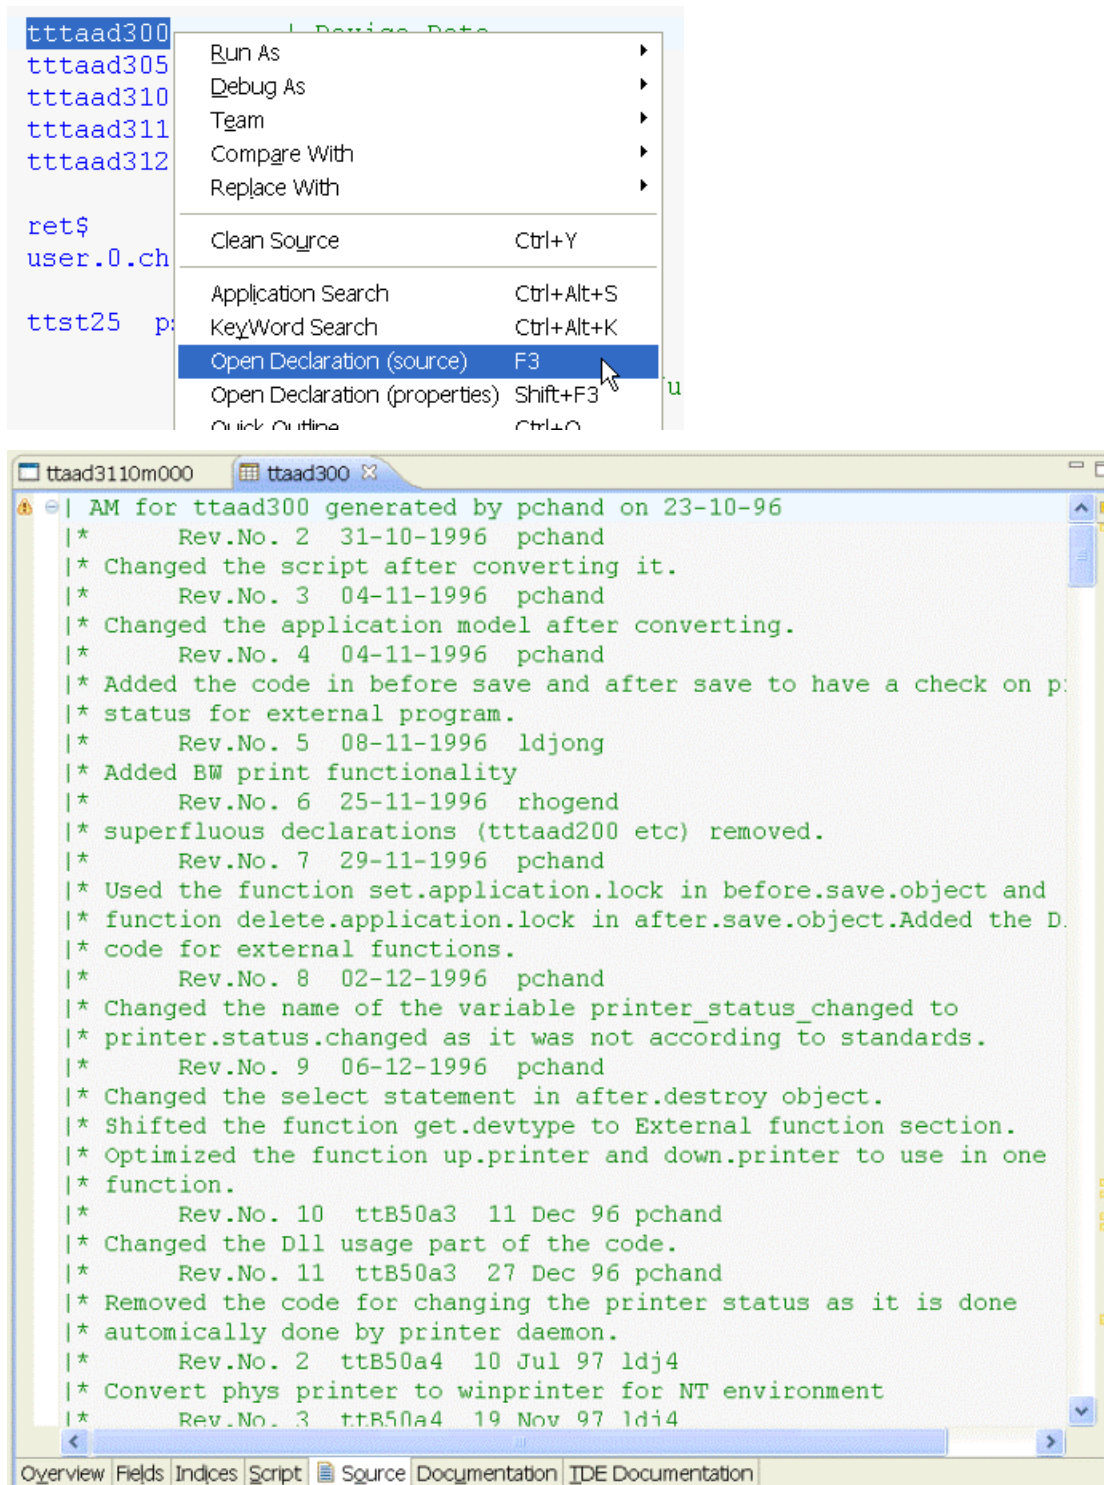 tttaad300 | Device Data
tttaad305
tttaad310
tttaad311
tttaad312
ret$
user.0.ch
ttst25
Run As
Debug As
Team
Compare With
Replace With
Clean Source Ctrl+Y
Application Search Ctrl+Alt+S
KeyWord Search Ctrl+Alt+K
Open Declaration (source) F3
Open Declaration (properties) Shift+F3
Quick Outline Ctrl+O
ttaad3110m000 ttaad300
| AM for ttaad300 generated by pchand on 23-10-96
|* Rev.No. 2 31-10-1996 pchand
|* Changed the script after converting it.
|* Rev.No. 3 04-11-1996 pchand
|* Changed the application model after converting.
|* Rev.No. 4 04-11-1996 pchand
|* Added the code in before save and after save to have a check on
|* status for external program.
|* Rev.No. 5 08-11-1996 ldjong
|* Added BW print functionality
|* Rev.No. 6 25-11-1996 rhogend
|* superfluous declarations (tttaad200 etc) removed.
|* Rev.No. 7 29-11-1996 pchand
|* Used the function set.application.lock in before.save.object and
|* function delete.application.lock in after.save.object.Added the D
|* code for external functions.
|* Rev.No. 8 02-12-1996 pchand
|* Changed the name of the variable printer_status_changed to
|* printer.status.changed as it was not according to standards.
|* Rev.No. 9 06-12-1996 pchand
|* Changed the select statement in after.destroy object.
|* Shifted the function get.devtype to External function section.
|* Optimized the function up.printer and down.printer to use in one
|* function.
|* Rev.No. 10 ttB50a3 11 Dec 96 pchand
|* Changed the Dll usage part of the code.
|* Rev.No. 11 ttB50a3 27 Dec 96 pchand
|* Removed the code for changing the printer status as it is done
|* automically done by printer daemon.
|* Rev.No. 2 ttB50a4 10 Jul 97 ldj4
|* Convert phys printer to winprinter for NT environment
|* Rev.No. 3 ttB50a4 19 Nov 97 ldj4
Overview Fields Indices Script Source Documentation TDE Documentation